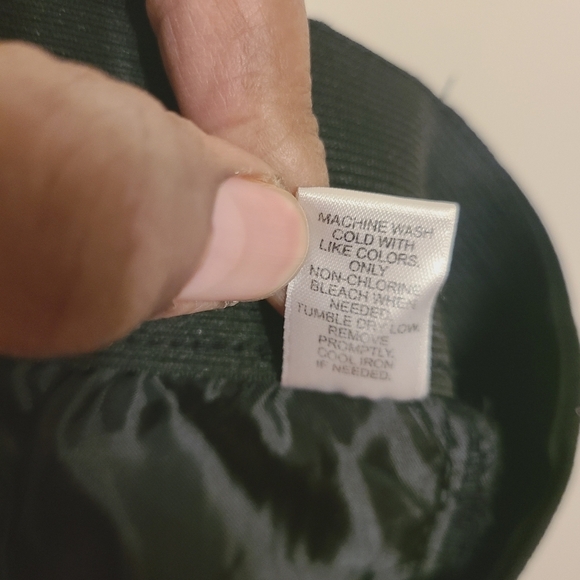 MACHINE WASH
COLD WITH
LIKE COLORS.
ONLY
NON-CHLORINE
BLEACH WHEN
NEEDED.
TUMBLE DRY LOW.
REMOVE
PROMPTLY.
COOL IRON
IF NEEDED.